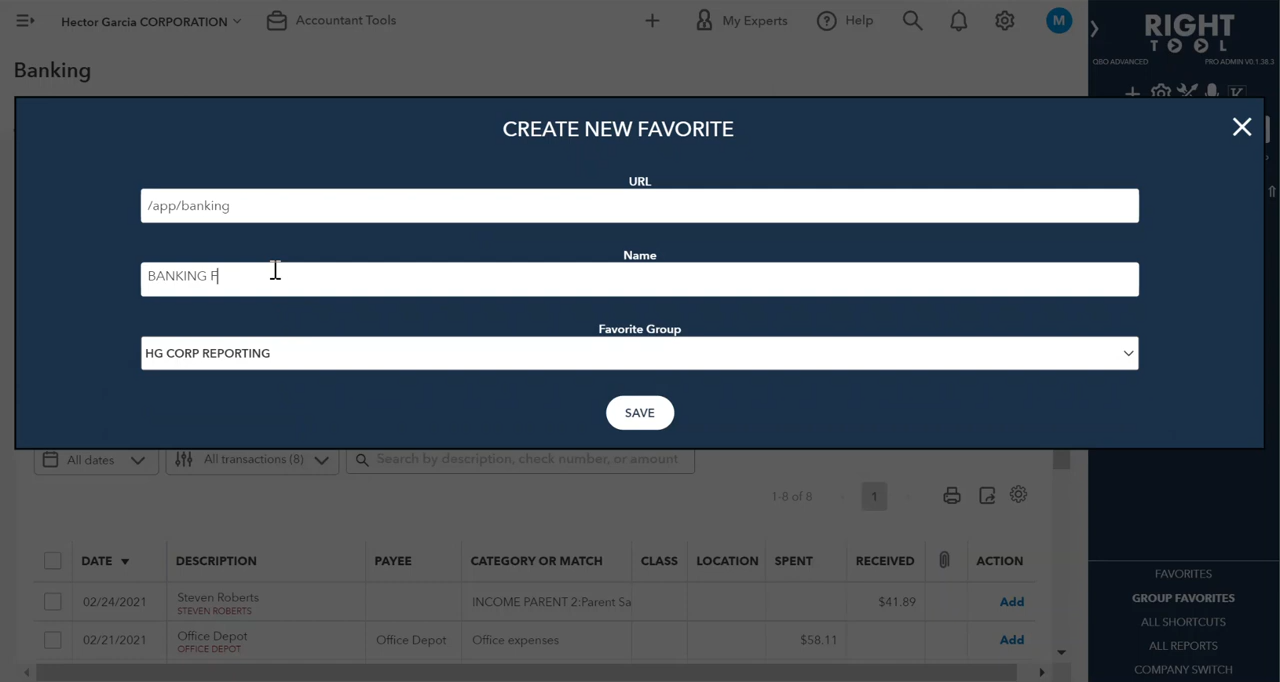 Hector Garcia CORPORATION
Accountant Tools
My Experts
Help
M
RIGHT
TOOL
QBO ADVANCED
PRO ADMIN V0.1.38.3
Banking
CREATE NEW FAVORITE
URL
/app/banking
Name
BANKING F
Favorite Group
HG CORP REPORTING
SAVE
All dates
All transactions (8)
Search by description, check number, or amount
1-8 of 8
1
DATE DESCRIPTION PAYEE CATEGORY OR MATCH CLASS LOCATION SPENT RECEIVED ACTION
02/24/2021 Steven Roberts INCOME PARENT 2:Parent Sa $41.89 Add
STEVEN ROBERTS
02/21/2021 Office Depot Office Depot Office expenses $58.11 Add
OFFICE DEPOT
FAVORITES
GROUP FAVORITES
ALL SHORTCUTS
ALL REPORTS
COMPANY SWITCH